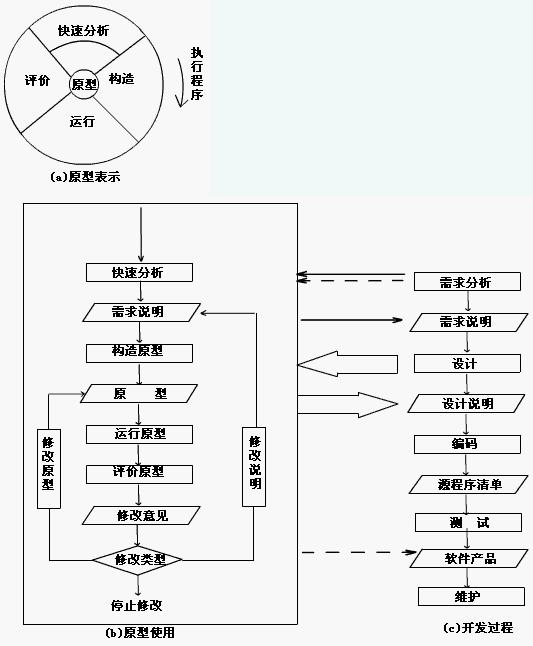 快速分析
评价
原型
构造
运行
执行程序
(a)原型表示
快速分析
需求说明
构造原型
原 型
运行原型
评价原型
修改意见
修改类型
停止修改
修改原型
修改说明
(b)原型使用
需求分析
需求说明
设计
设计说明
编码
源程序清单
测 试
软件产品
维护
(c)开发过程